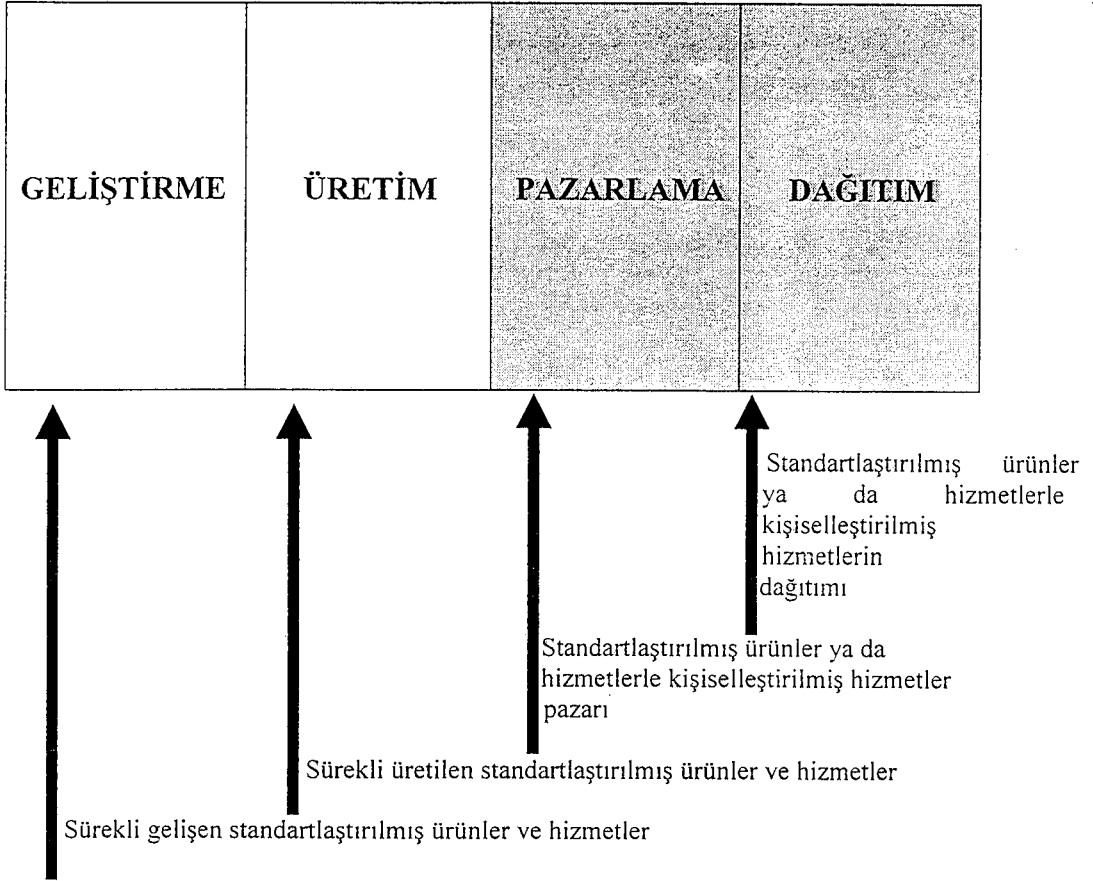 GELİŞTİRME
ÜRETİM
PAZARLAMA
DAĞITIM
Standartlaştırılmış ürünler
ya da hizmetlerle
kişiselleştirilmiş
hizmetlerin
dağıtımı
Standartlaştırılmış ürünler ya da
hizmetlerle kişiselleştirilmiş hizmetler
pazarı
Sürekli üretilen standartlaştırılmış ürünler ve hizmetler
Sürekli gelişen standartlaştırılmış ürünler ve hizmetler